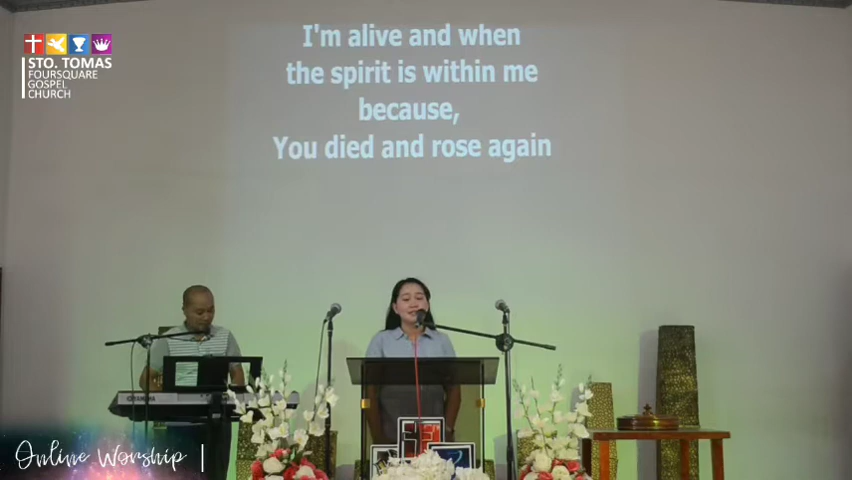 STO. TOMAS
FOURSQUARE
GOSPEL
CHURCH
I'm alive and when
the spirit is within me
because,
You died and rose again
YAMAHA
Online Worship